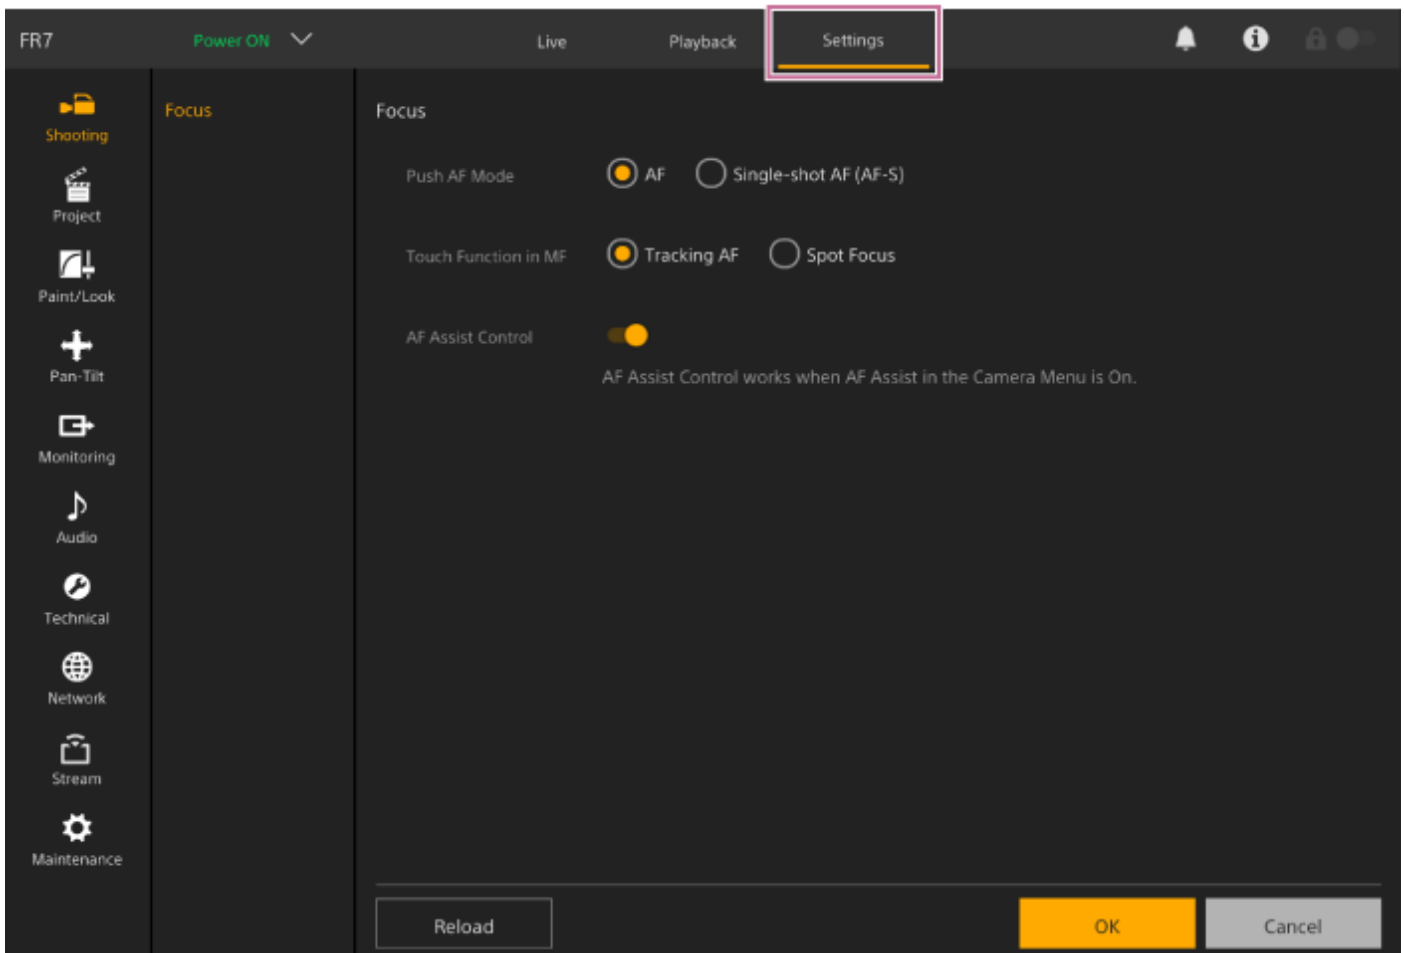 FR7 Power ON Live Playback Settings
Shooting
Project
Paint/Look
Pan-Tilt
Monitoring
Audio
Technical
Network
Stream
Maintenance
Focus
Focus
Push AF Mode AF Single-shot AF (AF-S)
Touch Function in MF Tracking AF Spot Focus
AF Assist Control
AF Assist Control works when AF Assist in the Camera Menu is On.
Reload OK Cancel